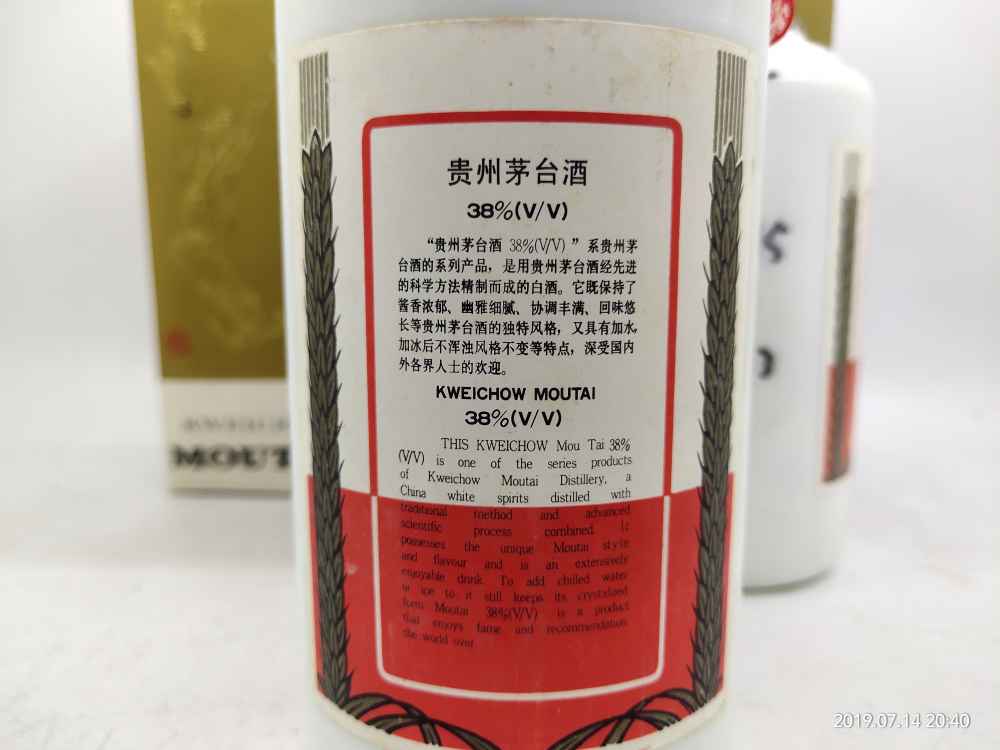 贵州茅台酒
38%(V/V)
“贵州茅台酒 38%(V/V)”系贵州茅
台酒的系列产品，是用贵州茅台酒经先进
的科学方法精制而成的白酒。它既保持了
酱香浓郁、幽雅细腻、协调丰满、回味悠
长等贵州茅台酒的独特风格，又具有加水，
加冰后不浑浊风格不变等特点，深受国内
外各界人士的欢迎。
KWEICHOW MOUTAI
38%(V/V)
THIS KWEICHOW Mou Tai 38%
(V/V) is one of the series products
of Kweichow Moutai Distillery, a
China white spirits distilled with
traditional method and advanced
scientific process combined. It
possesses the unique Moutai style
and flavour and is an extensively
enjoyable drink. To add chilled water
or ice to it still keeps its crystalized
form Moutai 38%(V/V) is a product
that enjoys fame and recommendation
the world over
MOUT
5
2019.07.14 20:40